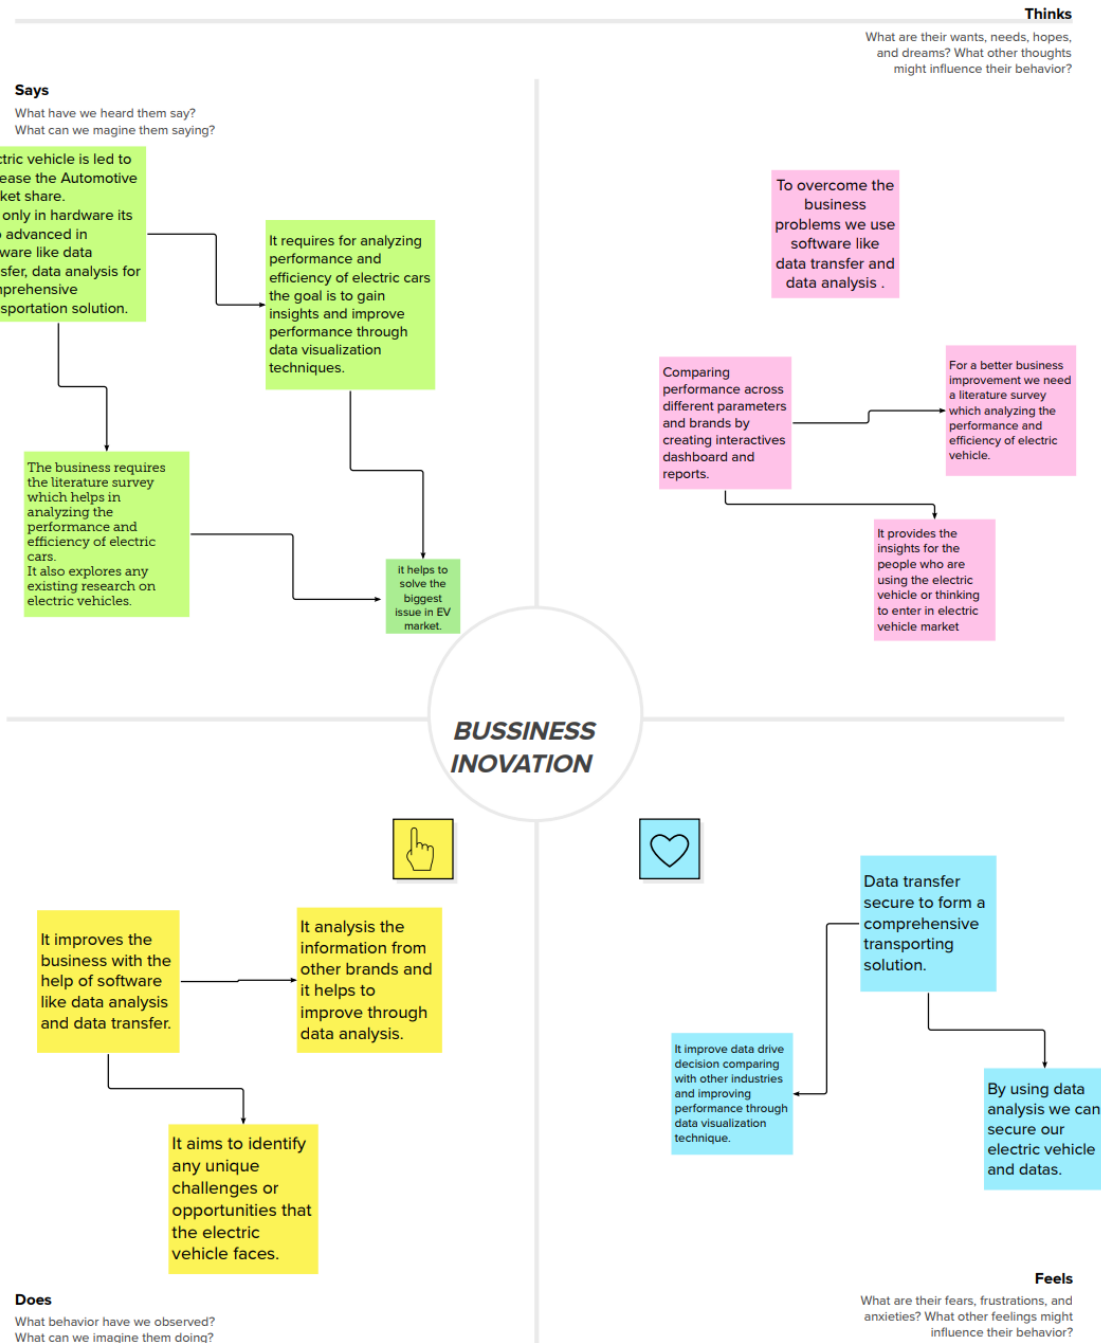 Thinks
What are their wants, needs, hopes,
and dreams? What other thoughts
might influence their behavior?
Says
What have we heard them say?
What can we magine them saying?
vehicle is led to
the Automotive
share.
only in hardware its
advanced in
like data
data analysis for
solution.
It requires for analyzing
performance and
efficiency of electric cars
the goal is to gain
insights and improve
performance through
data visualization
techniques.
The business requires
the literature survey
which helps in
analyzing the
performance and
efficiency of electric
cars.
It also explores any
existing research on
electric vehicles.
it helps to
solve the
biggest
issue in EV
market.
To overcome the
business
problems we use
software like
data transfer and
data analysis .
Comparing
performance across
different parameters
and brands by
creating interactives
dashboard and
reports.
For a better business
improvement we need
a literature survey
which analyzing the
performance and
efficiency of electric
vehicle.
It provides the
insights for the
people who are
using the electric
vehicle or thinking
to enter in electric
vehicle market
BUSSINESS
INOVATION
It improves the
business with the
help of software
like data analysis
and data transfer.
It analysis the
information from
other brands and
it helps to
improve through
data analysis.
It aims to identify
any unique
challenges or
opportunities that
the electric
vehicle faces.
Data transfer
secure to form a
comprehensive
transporting
solution.
It improve data drive
decision comparing
with other industries
and improving
performance through
data visualization
technique.
By using data
analysis we can
secure our
electric vehicle
and datas.
Does
What behavior have we observed?
What can we imagine them doing?
Feels
What are their fears, frustrations, and
anxieties? What other feelings might
influence their behavior?